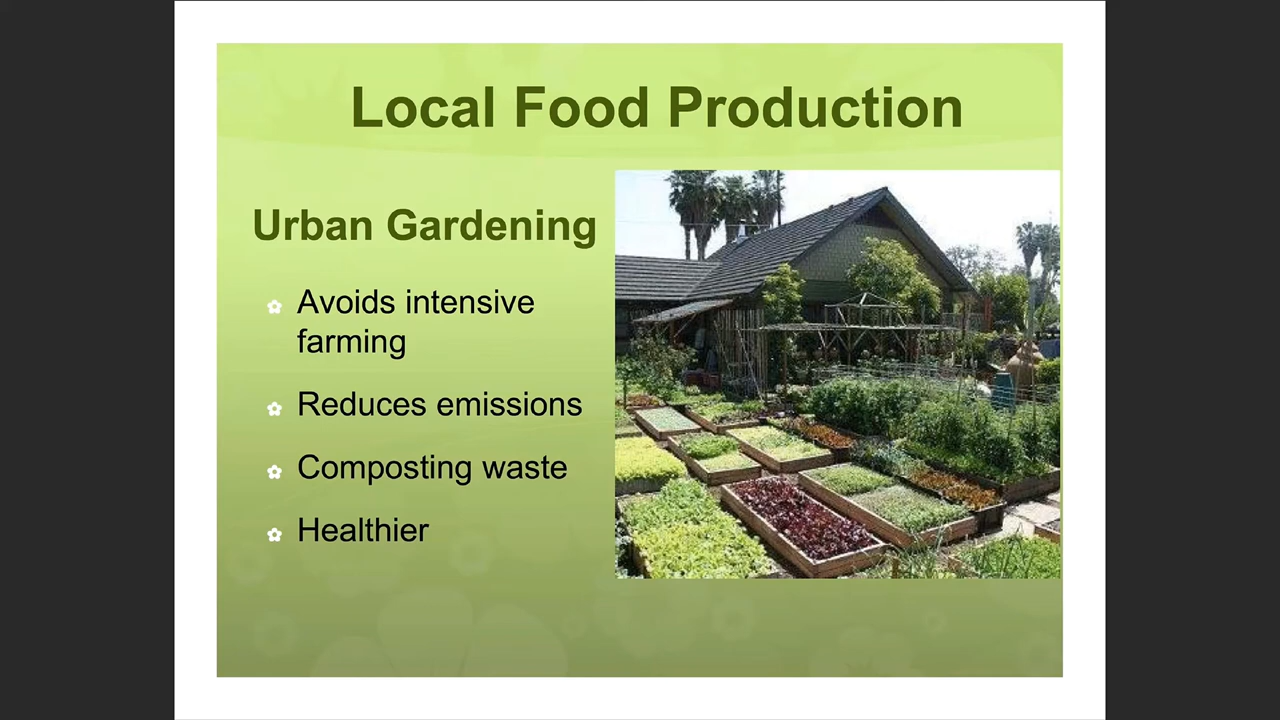 Local Food Production
Urban Gardening
Avoids intensive
farming
Reduces emissions
Composting waste
Healthier